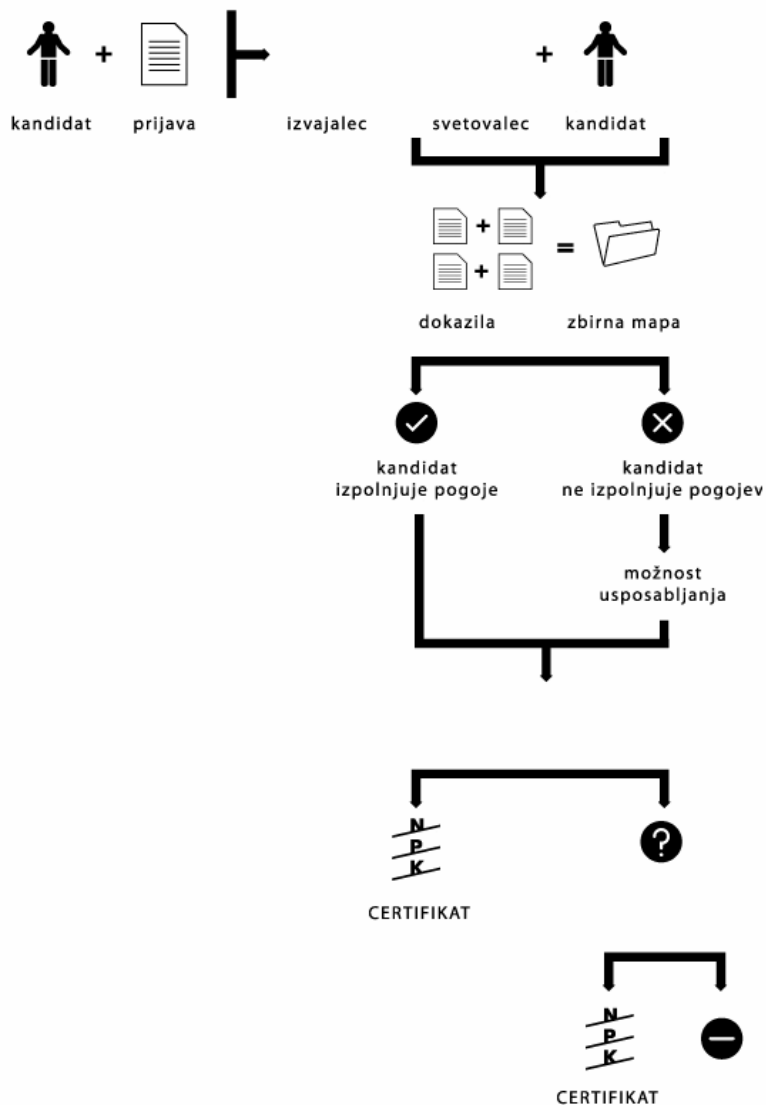 kandidat
prijava
izvajalec
svetovalec
kandidat
dokazila
zbirna mapa
kandidat
izpolnjuje pogoje
kandidat
ne izpolnjuje pogojev
možnost
usposabljanja
N
P
K
CERTIFIKAT
N
P
K
CERTIFIKAT